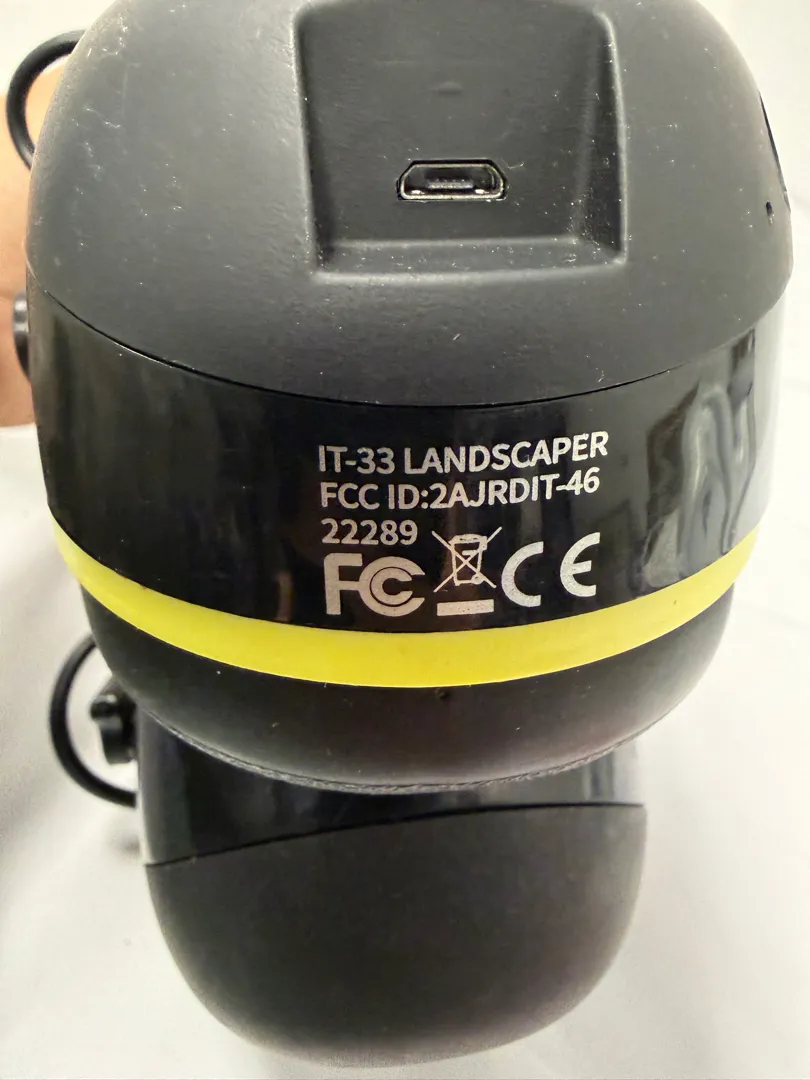 IT-33 LANDSCAPER
FCC ID:2AJRDIT-46
22289
FC CE